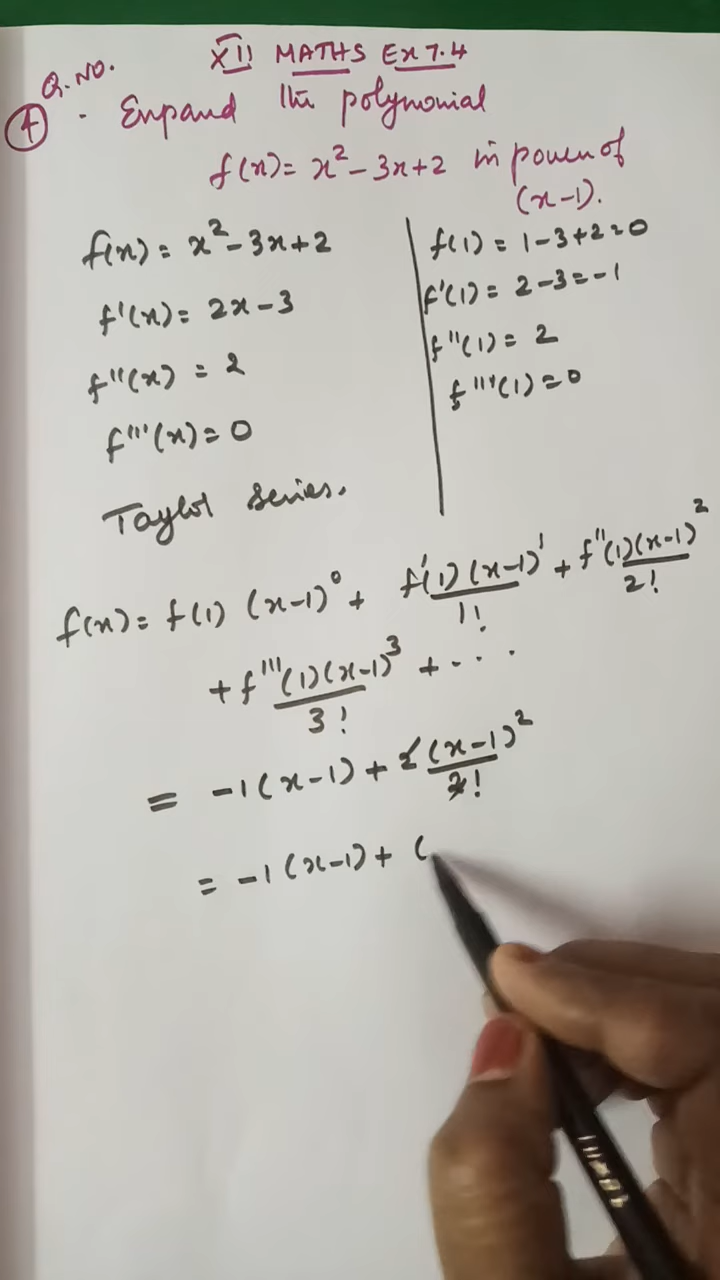 XII MATHS Ex 7.4
Q. NO.
4. Expand the polynomial
f(x) = x² - 3x + 2 in power of
(x-1).
f(x) = x² - 3x + 2
f'(x) = 2x - 3
f''(x) = 2
f'''(x) = 0
f(1) = 1 - 3 + 2 = 0
f'(1) = 2 - 3 = -1
f''(1) = 2
f'''(1) = 0
Taylor series.
f(x) = f(1) (x-1)⁰ + f'(1)(x-1)¹/1! + f''(1)(x-1)²/2!
+ f'''(1)(x-1)³/3! + ...
= -1(x-1) + 2(x-1)²/2!
= -1(x-1) + (